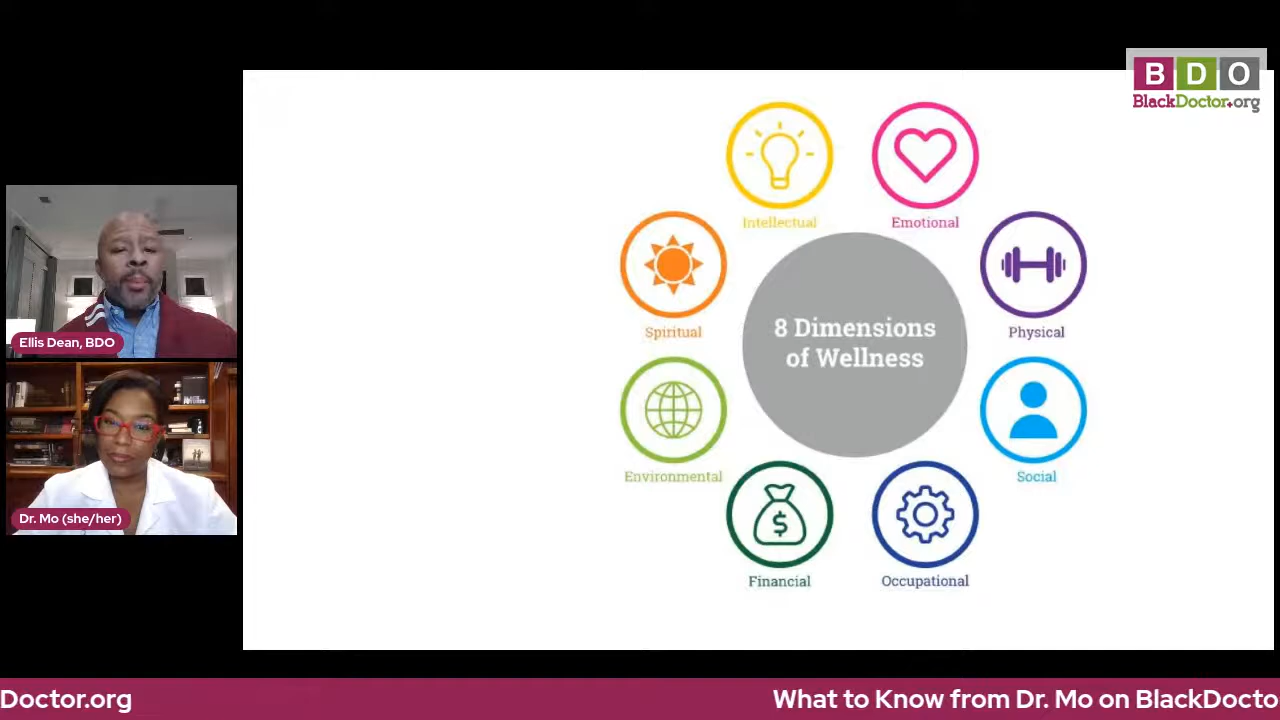 B D O
BlackDoctor.org
Intellectual
Emotional
Spiritual
Physical
8 Dimensions
of Wellness
Environmental
Social
$
Financial
Occupational
Ellis Dean, BDO
Dr. Mo (she/her)
Doctor.org
What to Know from Dr. Mo on BlackDocto